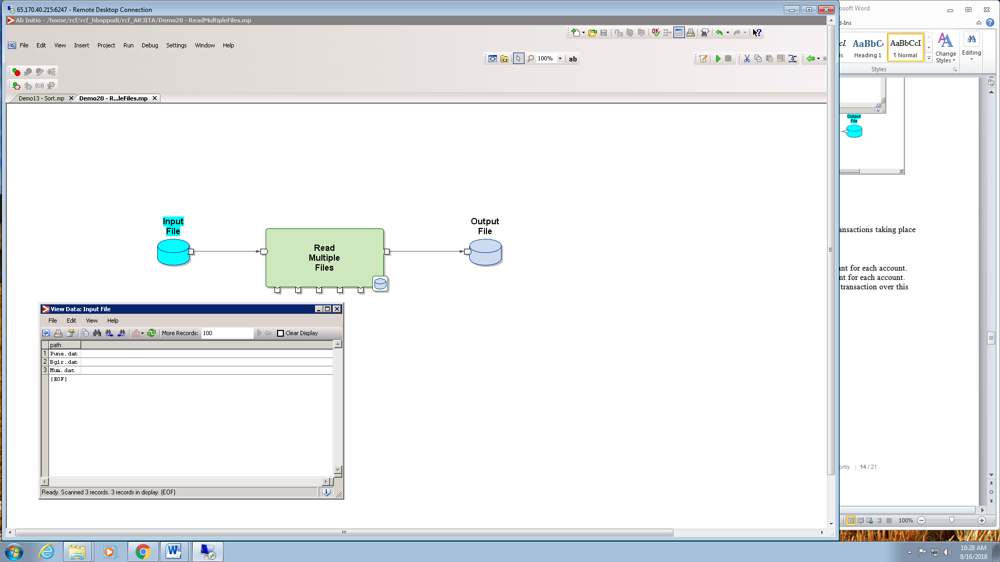 65.170.40.215:6247 - Remote Desktop Connection
Ab Initio - /home/rcf/rcf_hboppudi/rcf_ARJITA/Demo20 - ReadMultipleFiles.mp
File Edit View Insert Project Run Debug Settings Window Help
100% ab
Demo13 - Sort.mp
Demo20 - R...leFiles.mp
Input
File
Read
Multiple
Files
Output
File
View Data: Input File
File Edit View Help
More Records: 100 Go Clear Display
path
1 Pune.dat
2 Bglr.dat
3 Mum.dat
[EOF]
Ready. Scanned 3 records. 3 records in display. (EOF)
osoft Word
d-Ins
AaBbCc AaBbCcI
Heading 1 ¶ Normal
Change
Styles
Editing
Styles
Output
File
ansactions taking place
unt for each account.
nt for each account.
transaction over this
only. | 14 / 21
100%
10:28 AM
8/16/2018